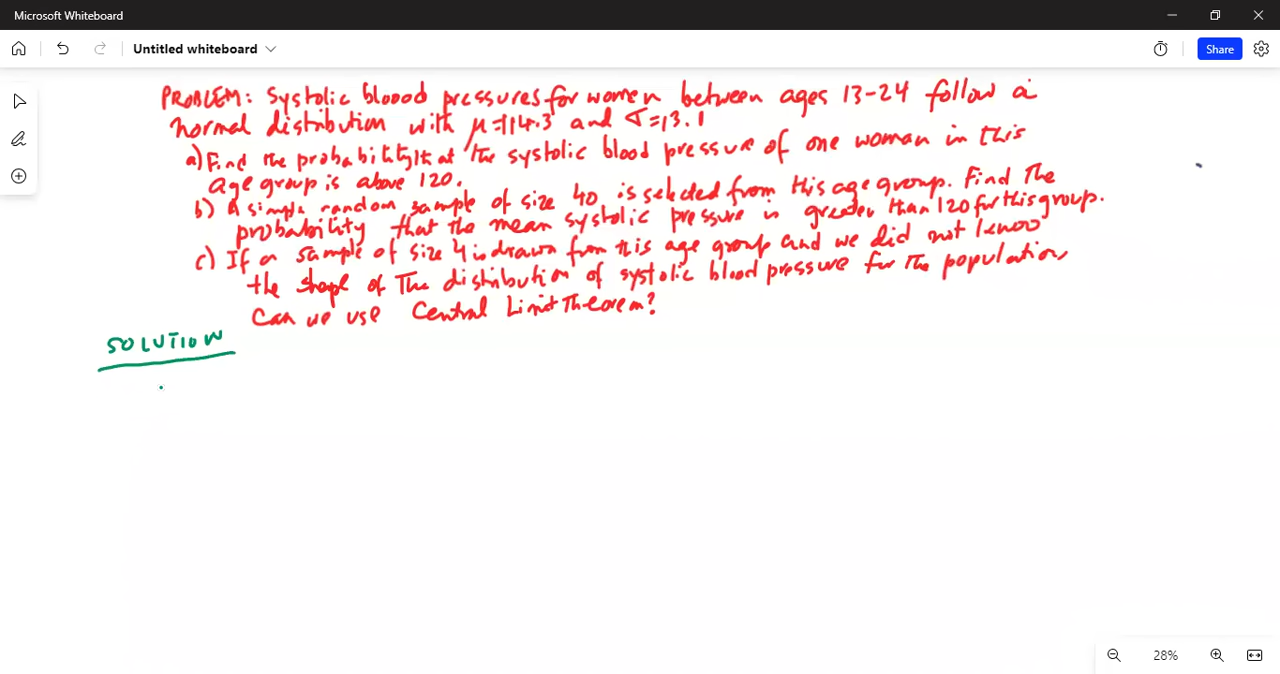 Microsoft Whiteboard
Untitled whiteboard
Share
PROBLEM: Systolic bloood pressures for women between ages 13-24 follow a
normal distribution with μ=114.3 and σ=13.1
a) Find the probability that the systolic blood pressure of one woman in this
age group is above 120.
b) A simple random sample of size 40 is selected from this age group. Find the
probability that the mean systolic pressure is greater than 120 for this group.
c) If a sample of size 4 is drawn from this age group and we did not know
the shape of the distribution of systolic blood pressure for the population,
Can we use Central Limit Theorem?
SOLUTION
28%